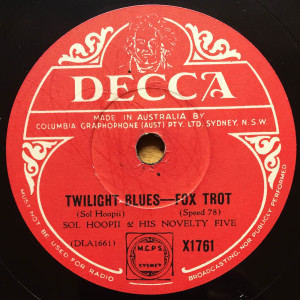 DECCA
MADE IN AUSTRALIA BY
COLUMBIA GRAPHOPHONE (AUST) PTY. LTD. SYDNEY. N.S.W.
TWILIGHT BLUES—FOX TROT
(Sol Hoopii) (Speed 78)
SOL HOOPII & HIS NOVELTY FIVE
(DLA1661) X1761
M.C.P.S.
SYDNEY
MUST NOT BE USED FOR RADIO BROADCASTING NOR PUBLICLY PERFORMED